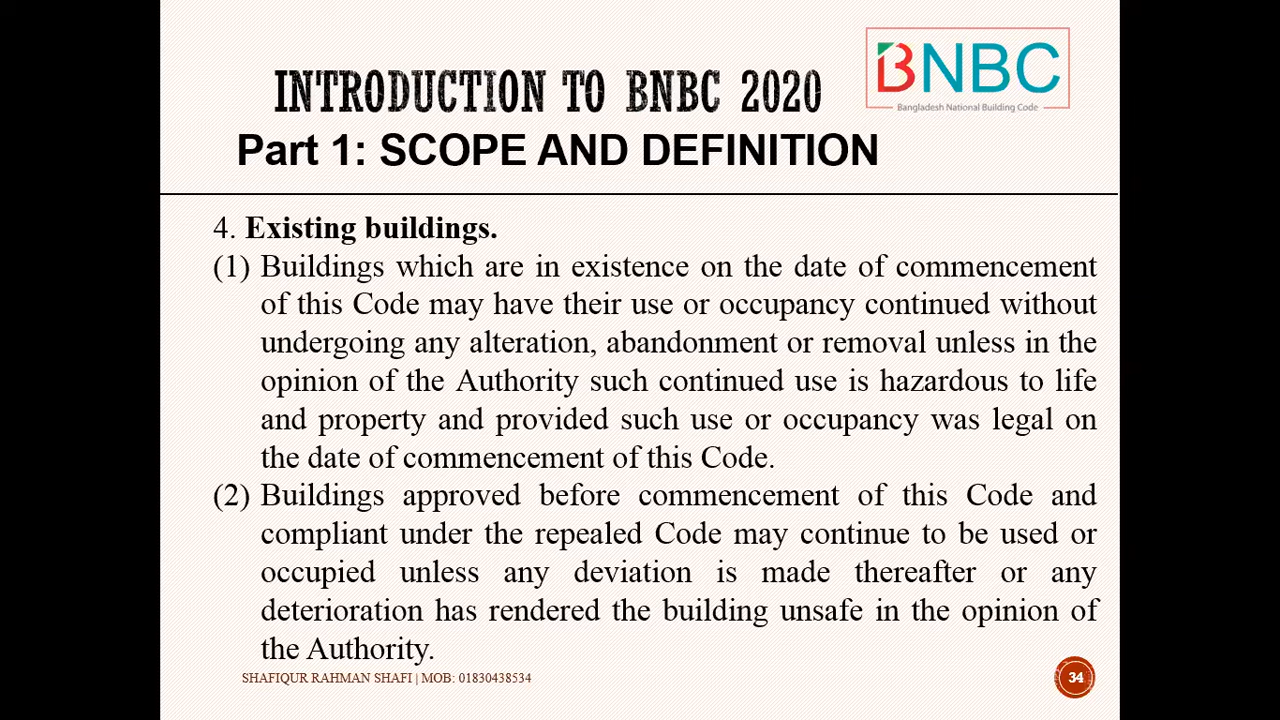 BNBC
Bangladesh National Building Code
INTRODUCTION TO BNBC 2020
Part 1: SCOPE AND DEFINITION
4. Existing buildings.
(1) Buildings which are in existence on the date of commencement
of this Code may have their use or occupancy continued without
undergoing any alteration, abandonment or removal unless in the
opinion of the Authority such continued use is hazardous to life
and property and provided such use or occupancy was legal on
the date of commencement of this Code.
(2) Buildings approved before commencement of this Code and
compliant under the repealed Code may continue to be used or
occupied unless any deviation is made thereafter or any
deterioration has rendered the building unsafe in the opinion of
the Authority.
SHAFIQUR RAHMAN SHAFI | MOB: 01830438534
34